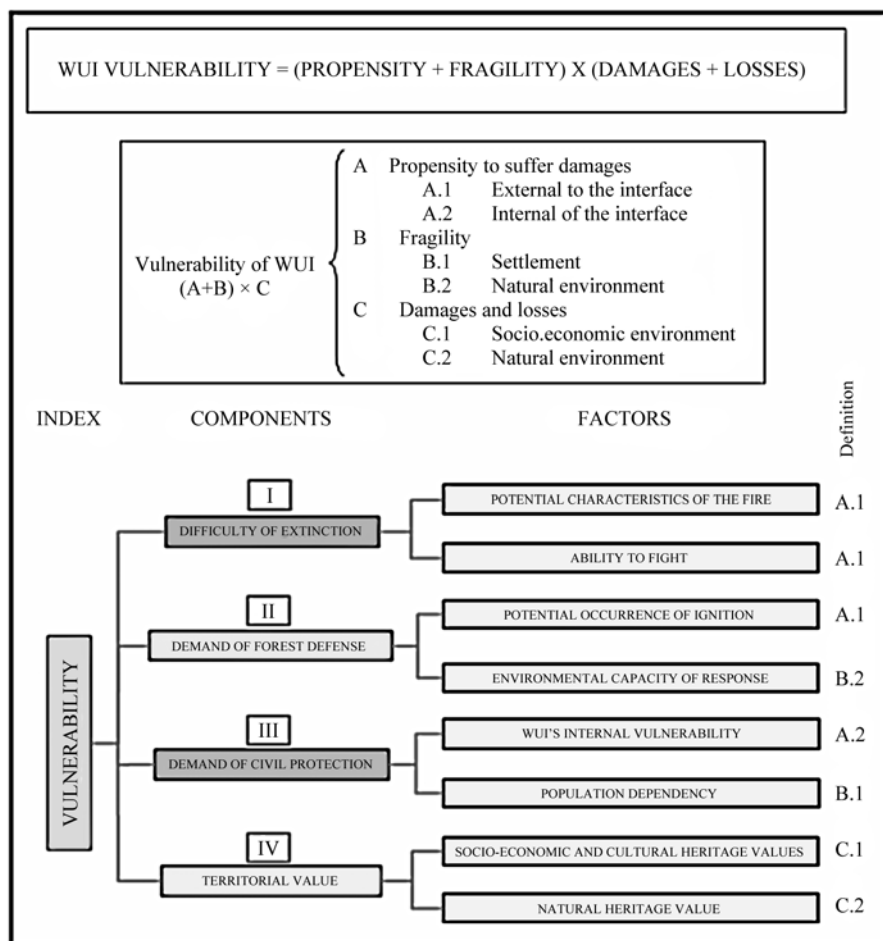 WUI VULNERABILITY = (PROPENSITY + FRAGILITY) X (DAMAGES + LOSSES)
Vulnerability of WUI
(A+B) × C
A Propensity to suffer damages
A.1 External to the interface
A.2 Internal of the interface
B Fragility
B.1 Settlement
B.2 Natural environment
C Damages and losses
C.1 Socio.economic environment
C.2 Natural environment
INDEX COMPONENTS FACTORS Definition
VULNERABILITY
I
DIFFICULTY OF EXTINCTION
POTENTIAL CHARACTERISTICS OF THE FIRE A.1
ABILITY TO FIGHT A.1
II
DEMAND OF FOREST DEFENSE
POTENTIAL OCCURRENCE OF IGNITION A.1
ENVIRONMENTAL CAPACITY OF RESPONSE B.2
III
DEMAND OF CIVIL PROTECTION
WUI'S INTERNAL VULNERABILITY A.2
POPULATION DEPENDENCY B.1
IV
TERRITORIAL VALUE
SOCIO-ECONOMIC AND CULTURAL HERITAGE VALUES C.1
NATURAL HERITAGE VALUE C.2